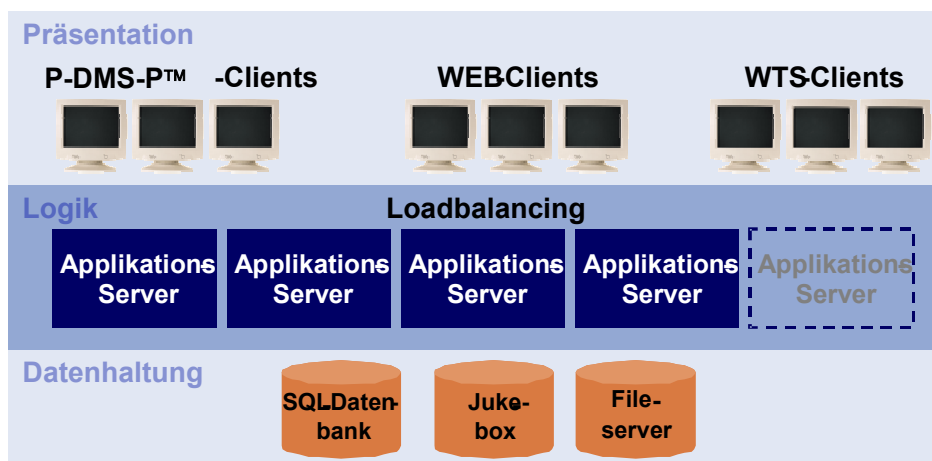 Präsentation
P-DMS-P™ -Clients
WEB-Clients
WTS-Clients
Logik
Loadbalancing
Applikations-
Server
Applikations-
Server
Applikations-
Server
Applikations-
Server
Applikations-
Server
Datenhaltung
SQL-Daten-
bank
Juke-
box
File-
server